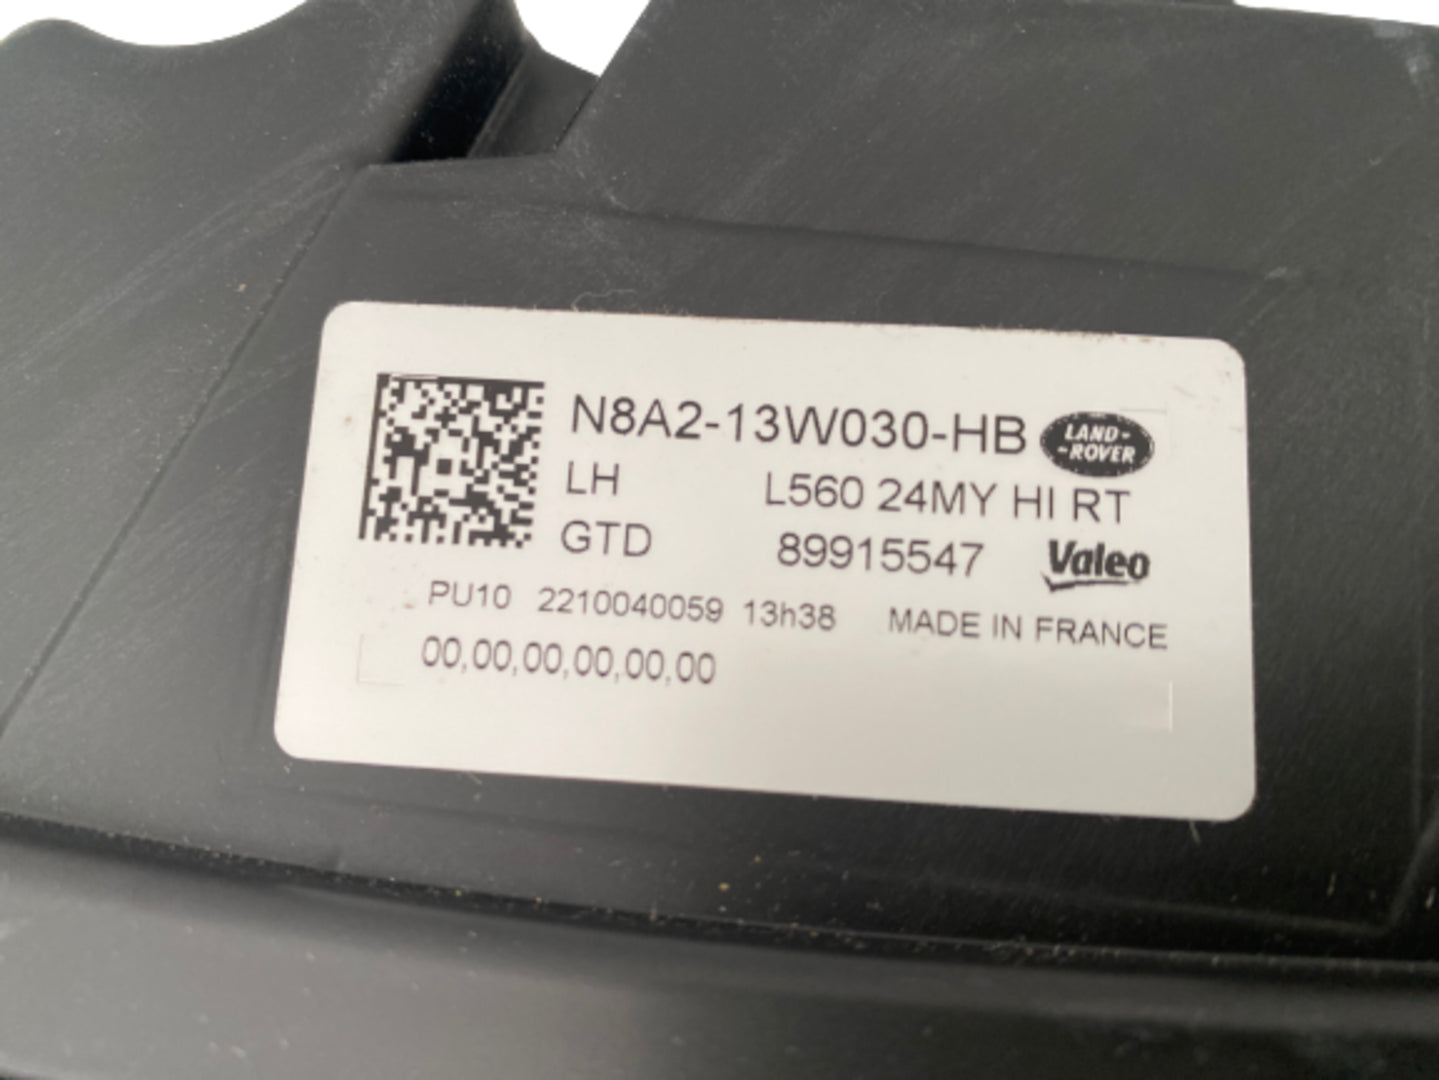 N8A2-13W030-HB LAND-
-ROVER
LH L560 24MY HI RT
GTD 89915547 Valeo
PU10 2210040059 13h38 MADE IN FRANCE
00,00,00,00,00,00